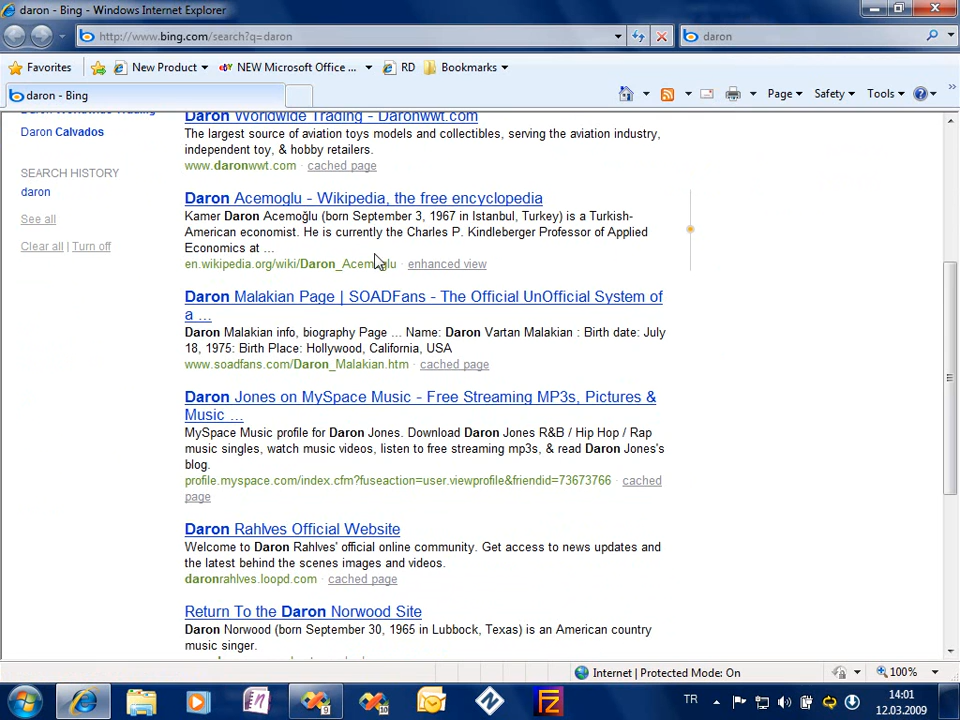 daron - Bing - Windows Internet Explorer
http://www.bing.com/search?q=daron
daron
Favorites
New Product
NEW Microsoft Office ...
RD
Bookmarks
daron - Bing
Page
Safety
Tools
Daron Calvados
SEARCH HISTORY
daron
See all
Clear all | Turn off
Daron Worldwide Trading - Daronwwt.com
The largest source of aviation toys models and collectibles, serving the aviation industry,
independent toy, & hobby retailers.
www.daronwwt.com · cached page
Daron Acemoglu - Wikipedia, the free encyclopedia
Kamer Daron Acemoğlu (born September 3, 1967 in Istanbul, Turkey) is a Turkish-
American economist. He is currently the Charles P. Kindleberger Professor of Applied
Economics at ...
en.wikipedia.org/wiki/Daron_Acemoglu · enhanced view
Daron Malakian Page | SOADFans - The Official UnOfficial System of
a ...
Daron Malakian info, biography Page ... Name: Daron Vartan Malakian : Birth date: July
18, 1975: Birth Place: Hollywood, California, USA
www.soadfans.com/Daron_Malakian.htm · cached page
Daron Jones on MySpace Music - Free Streaming MP3s, Pictures &
Music ...
MySpace Music profile for Daron Jones. Download Daron Jones R&B / Hip Hop / Rap
music singles, watch music videos, listen to free streaming mp3s, & read Daron Jones's
blog.
profile.myspace.com/index.cfm?fuseaction=user.viewprofile&friendid=73673766 · cached
page
Daron Rahlves Official Website
Welcome to Daron Rahlves' official online community. Get access to news updates and
the latest behind the scenes images and videos.
daronrahlves.loopd.com · cached page
Return To the Daron Norwood Site
Daron Norwood (born September 30, 1965 in Lubbock, Texas) is an American country
music singer.
Internet | Protected Mode: On
100%
9
10
TR
14:01
12.03.2009